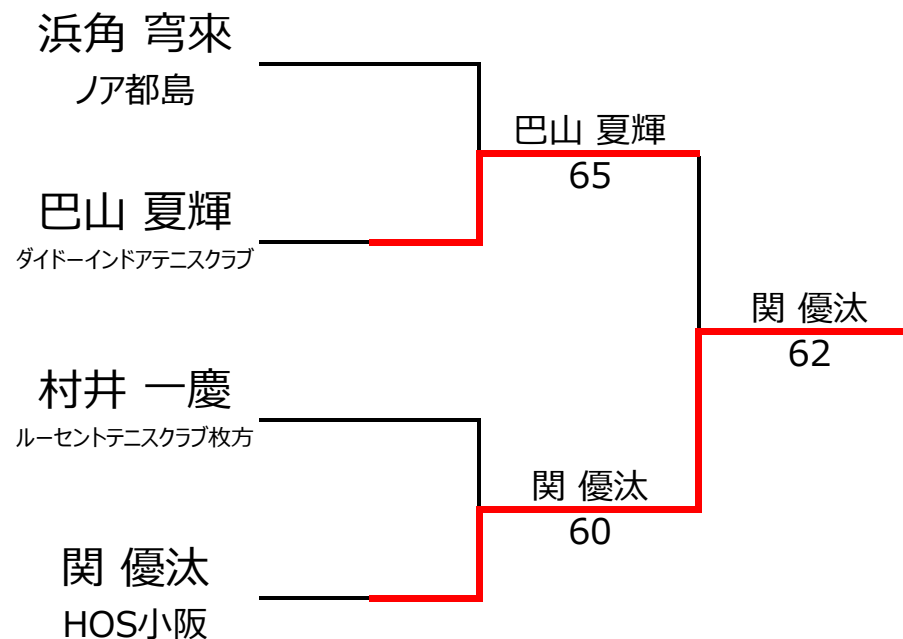 浜角 穹來
ノア都島
巴山 夏輝
65
巴山 夏輝
ダイドーインドアテニスクラブ
関 優汰
62
村井 一慶
ルーセントテニスクラブ枚方
関 優汰
60
関 優汰
HOS小阪